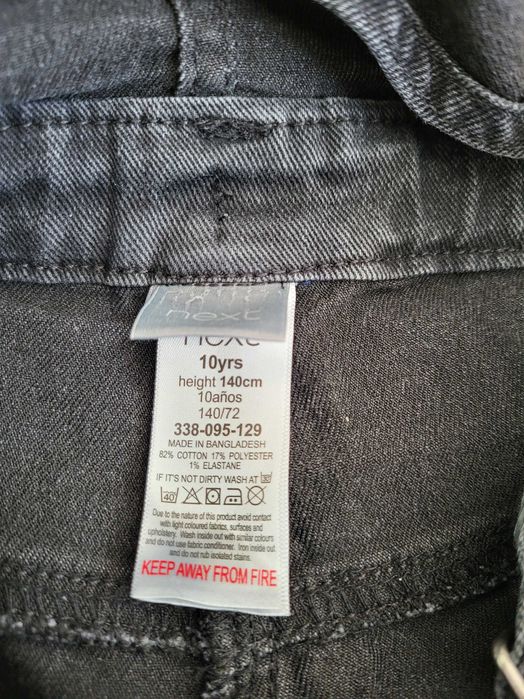 next
next
10yrs
height 140cm
10años
140/72
338-095-129
MADE IN BANGLADESH
82% COTTON 17% POLYESTER
1% ELASTANE
IF IT'S NOT DIRTY WASH AT 30
40
Due to the nature of this product avoid contact
with light coloured fabrics, surfaces and
upholstery. Wash inside out with similar colours
and do not use fabric conditioner. Iron inside out
and do not rub isolated stains.
KEEP AWAY FROM FIRE